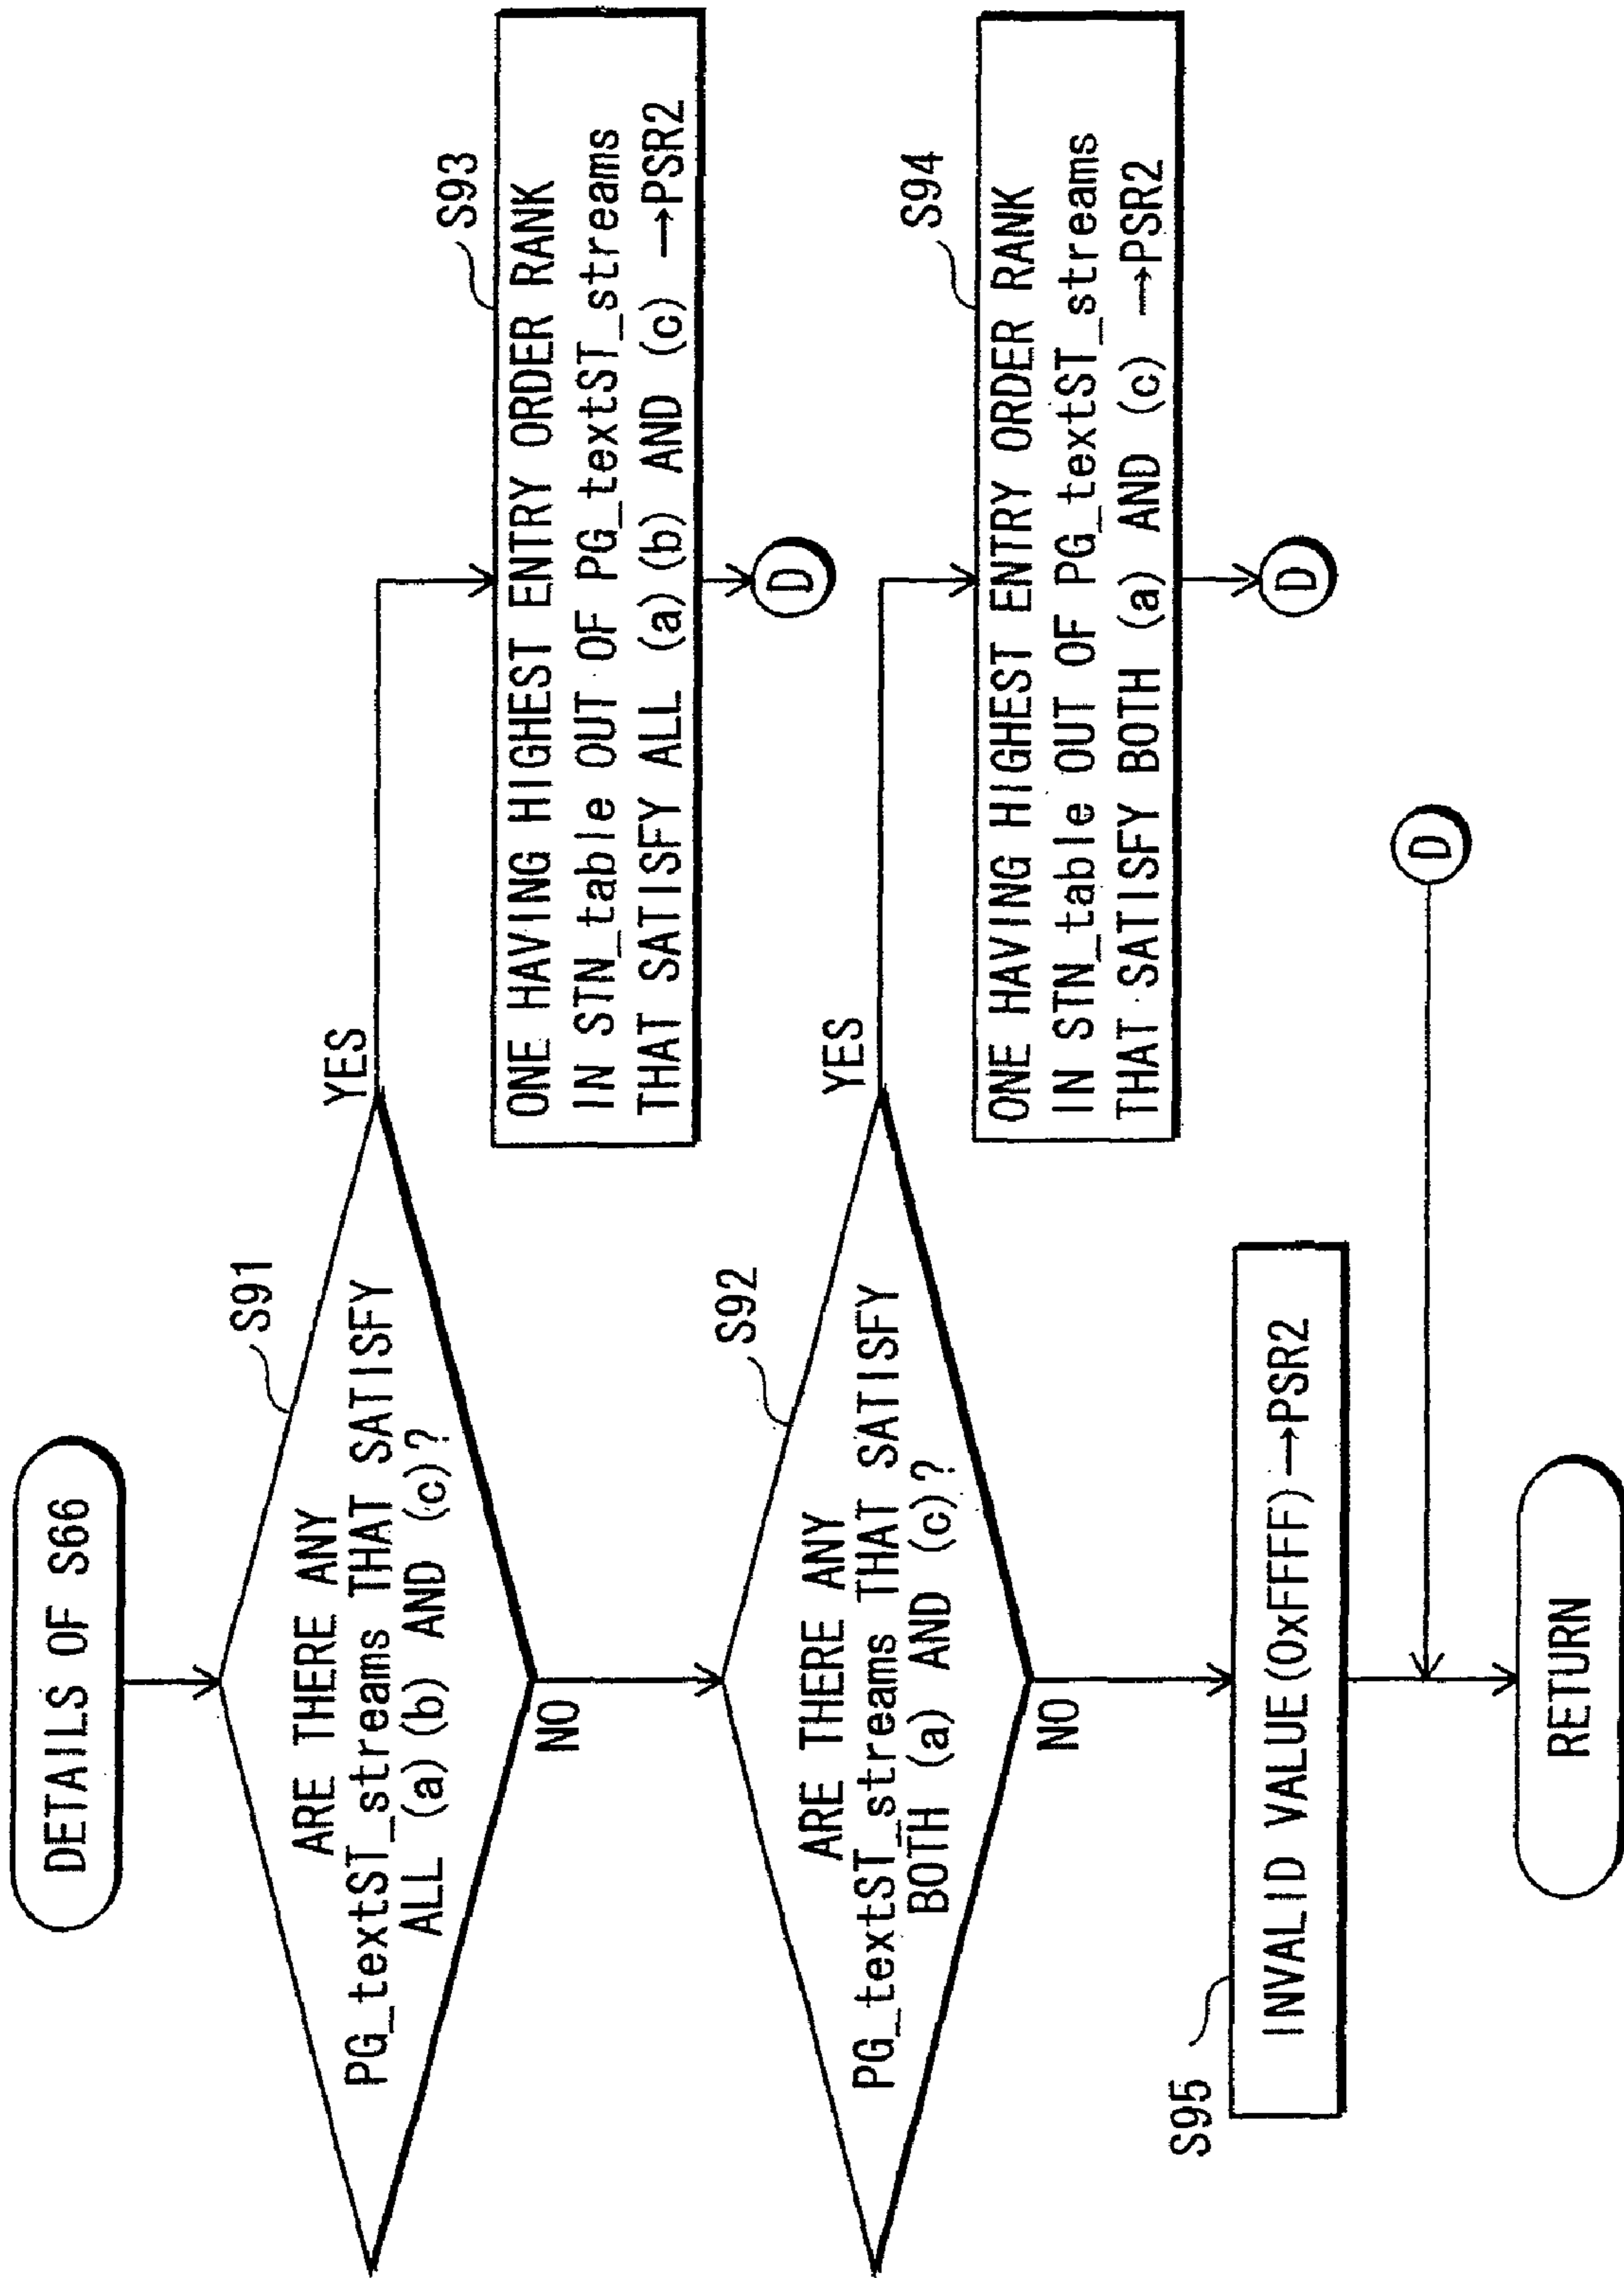 DETAILS OF S66
S91
ARE THERE ANY
PG_textST_streams THAT SATISFY
ALL (a)(b) AND (c)?
YES
NO
S93
ONE HAVING HIGHEST ENTRY ORDER RANK
IN STN_table OUT OF PG_textST_streams
THAT SATISFY ALL (a)(b) AND (c) →PSR2
D
S92
ARE THERE ANY
PG_textST_streams THAT SATISFY
BOTH (a) AND (c)?
YES
NO
S94
ONE HAVING HIGHEST ENTRY ORDER RANK
IN STN_table OUT OF PG_textST_streams
THAT SATISFY BOTH (a) AND (c) →PSR2
D
S95
INVALID VALUE(0xFFFF)→PSR2
D
RETURN